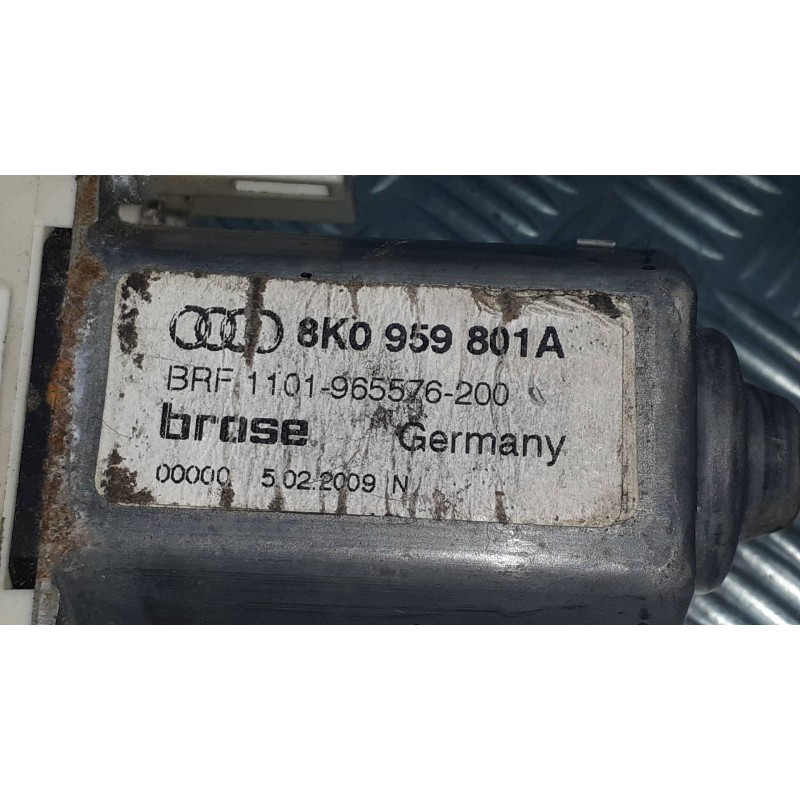 8K0 959 801A
BRF 1101-965576-200
brose Germany
00000 5.02.2009 N